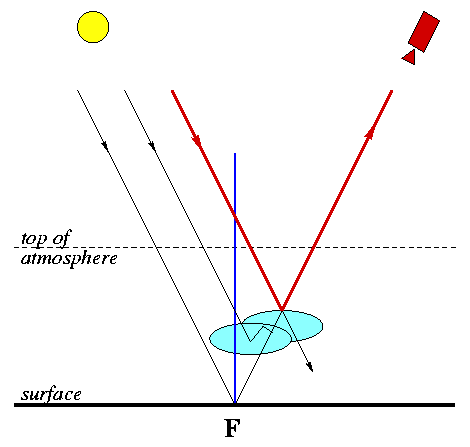 top of
atmosphere
surface
F